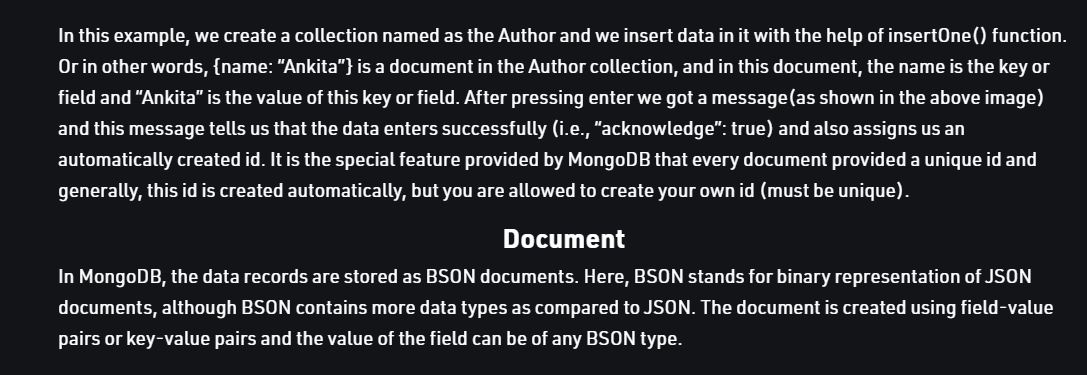 In this example, we create a collection named as the Author and we insert data in it with the help of insertOne() function.
Or in other words, {name: “Ankita”} is a document in the Author collection, and in this document, the name is the key or
field and “Ankita” is the value of this key or field. After pressing enter we got a message(as shown in the above image)
and this message tells us that the data enters successfully (i.e., “acknowledge”: true) and also assigns us an
automatically created id. It is the special feature provided by MongoDB that every document provided a unique id and
generally, this id is created automatically, but you are allowed to create your own id (must be unique).
Document
In MongoDB, the data records are stored as BSON documents. Here, BSON stands for binary representation of JSON
documents, although BSON contains more data types as compared to JSON. The document is created using field-value
pairs or key-value pairs and the value of the field can be of any BSON type.